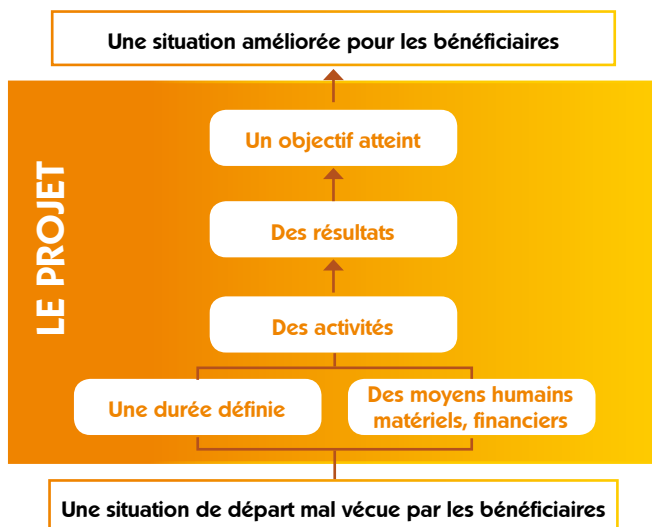 Une situation améliorée pour les bénéficiaires
LE PROJET
Un objectif atteint
Des résultats
Des activités
Une durée définie
Des moyens humains
matériels, financiers
Une situation de départ mal vécue par les bénéficiaires